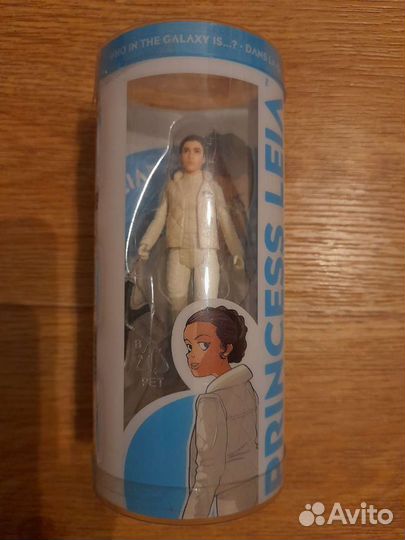 WHO IN THE GALAXY IS...? · DANS LA
PRINCESS LEIA
PET
Avito